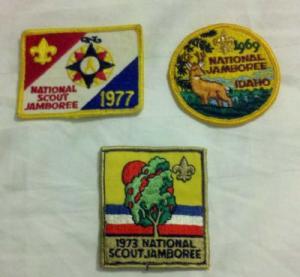 NATIONAL
SCOUT
JAMBOREE
1977
1969
NATIONAL
JAMBOREE
IDAHO
1973 NATIONAL
SCOUT JAMBOREE